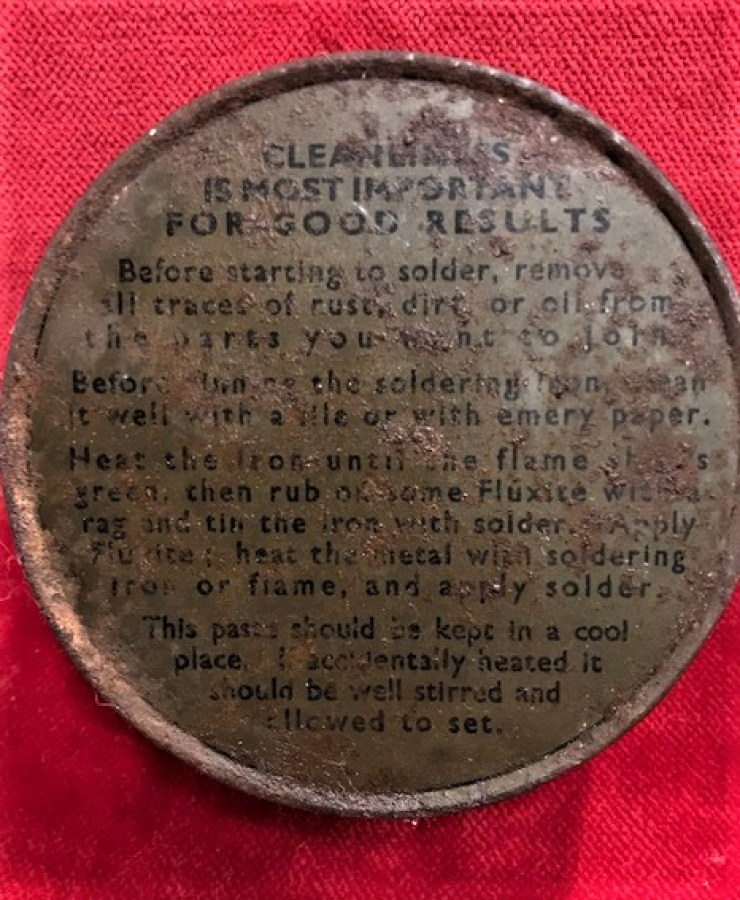 CLEANLINESS
IS MOST IMPORTANT
FOR GOOD RESULTS
Before starting to solder, remove
all traces of rust, dirt or oil from
the parts you want to join.
Before tinning the soldering iron, clean
it well with a file or with emery paper.
Heat the iron until the flame shows
green, then rub on some Fluxite with a
rag and tin the iron with solder. Apply
Fluxite; heat the metal with soldering
iron or flame, and apply solder.
This paste should be kept in a cool
place. If accidentally heated it
should be well stirred and
allowed to set.